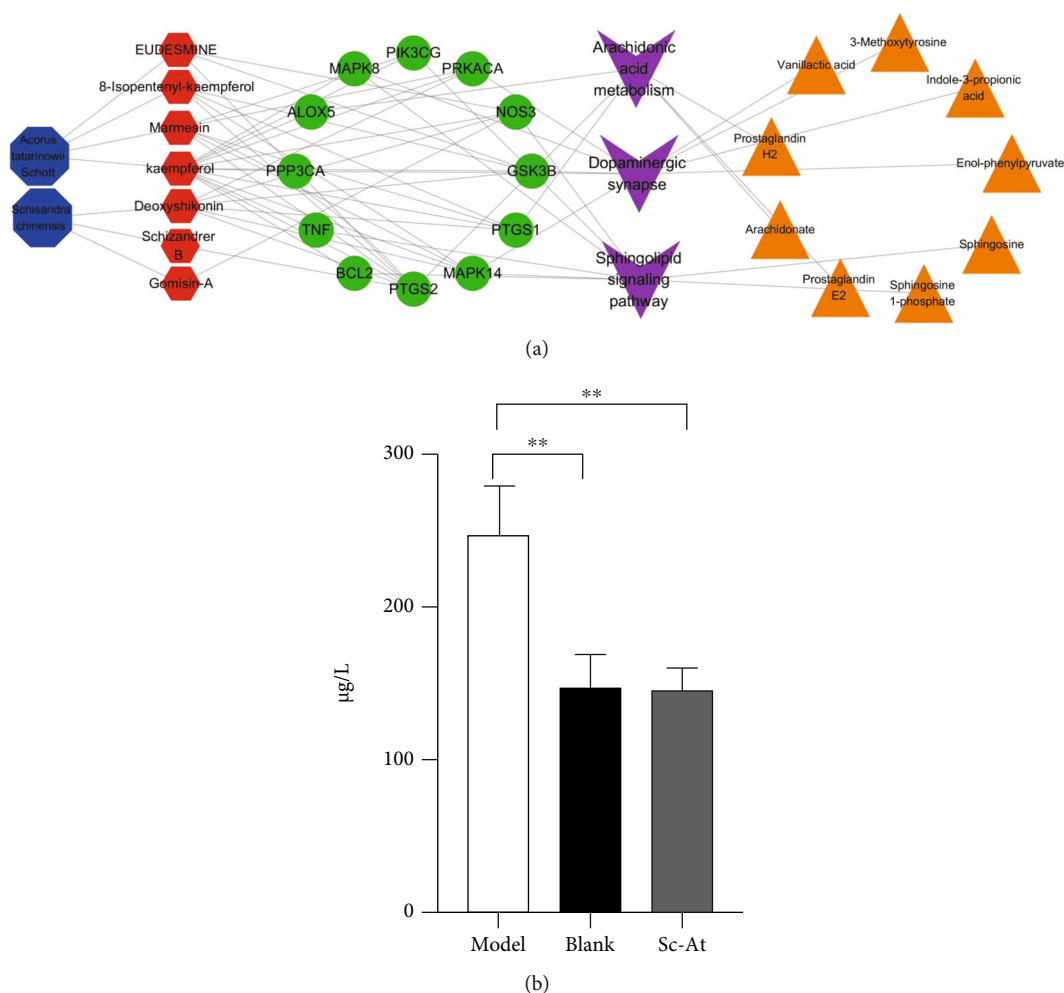 Acorus
tatarinowii
Schott
Schisandra
chinensis
EUDESMINE
8-Isopentenyl-kaempferol
Marmesin
kaempferol
Deoxyshikonin
Schizandrer
B
Gomisin-A
PIK3CG
MAPK8
PRKACA
ALOX5
NOS3
PPP3CA
GSK3B
TNF
PTGS1
BCL2
MAPK14
PTGS2
Arachidonic
acid
metabolism
Dopaminergic
synapse
Sphingolipid
signaling
pathway
3-Methoxytyrosine
Vanillactic acid
Indole-3-propionic
acid
Prostaglandin
H2
Enol-phenylpyruvate
Arachidonate
Sphingosine
Prostaglandin
E2
Sphingosine
1-phosphate
(a)
**
**
300
200
100
0
µg/L
Model
Blank
Sc-At
(b)